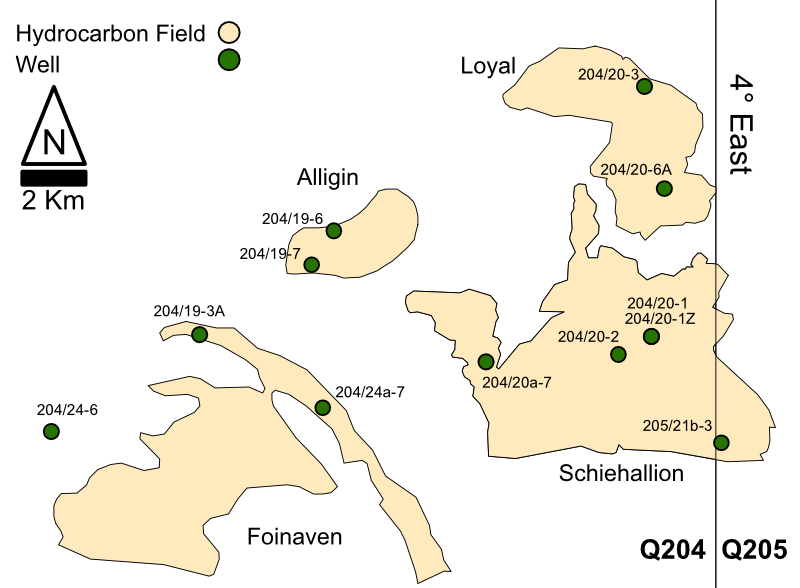 Hydrocarbon Field
Well
N
2 Km
Loyal
204/20-3
4° East
204/20-6A
Alligin
204/19-6
204/19-7
204/19-3A
204/20-1
204/20-1Z
204/20-2
204/20a-7
204/24a-7
204/24-6
205/21b-3
Schiehallion
Foinaven
Q204
Q205